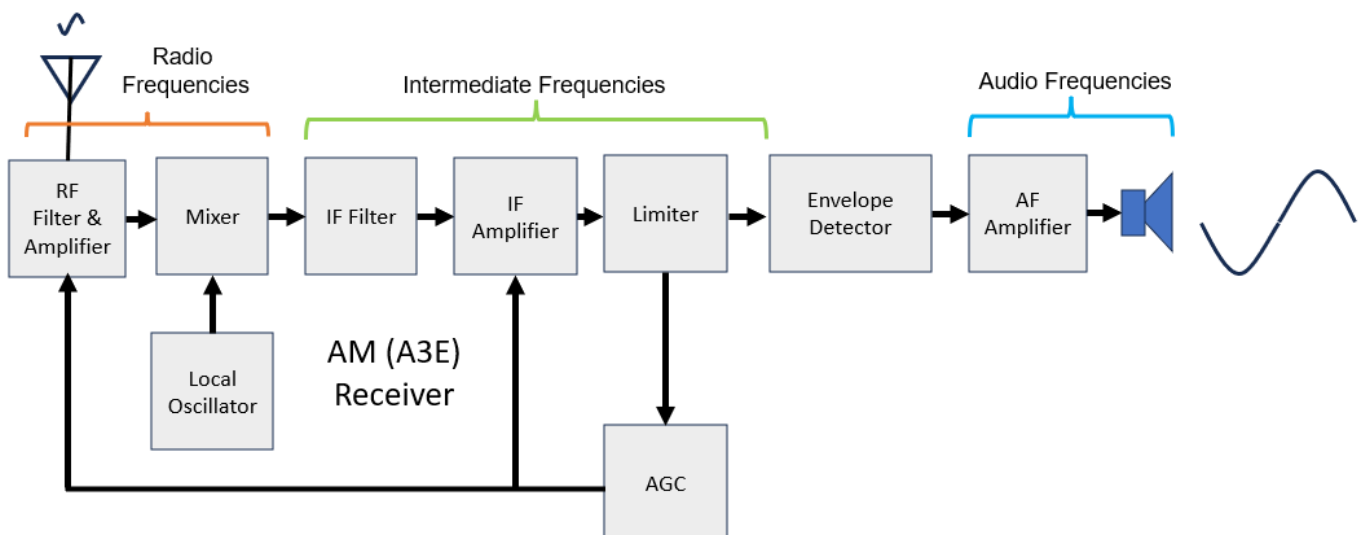 Radio
Frequencies
Intermediate Frequencies
Audio Frequencies
RF
Filter &
Amplifier
Mixer
IF Filter
IF
Amplifier
Limiter
Envelope
Detector
AF
Amplifier
Local
Oscillator
AM (A3E)
Receiver
AGC